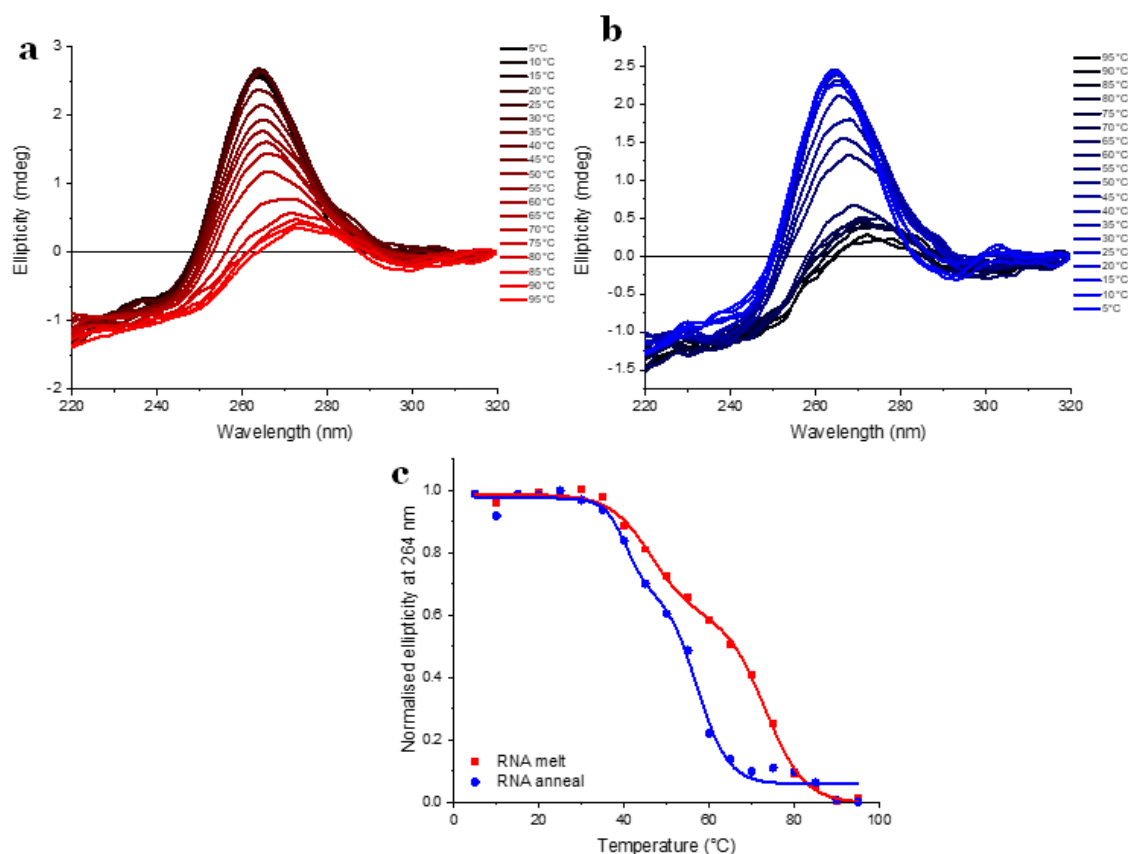 a
3
2
1
0
-1
-2
220 240 260 280 300 320
Ellipticity (mdeg)
Wavelength (nm)
5°C
10°C
15°C
20°C
25°C
30°C
35°C
40°C
45°C
50°C
55°C
60°C
65°C
70°C
75°C
80°C
85°C
90°C
95°C
b
2.5
2.0
1.5
1.0
0.5
0.0
-0.5
-1.0
-1.5
220 240 260 280 300 320
Ellipticity (mdeg)
Wavelength (nm)
95°C
90°C
85°C
80°C
75°C
70°C
65°C
60°C
55°C
50°C
45°C
40°C
35°C
30°C
25°C
20°C
15°C
10°C
5°C
c
1.0
0.8
0.6
0.4
0.2
0.0
0 20 40 60 80 100
Normalised ellipticity at 264 nm
RNA melt
RNA anneal
Temperature (°C)